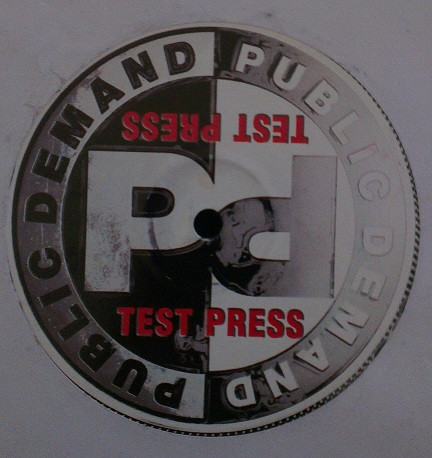 PUBLIC DEMAND
PUBLIC DEMAND
TEST PRESS
Pd
TEST PRESS